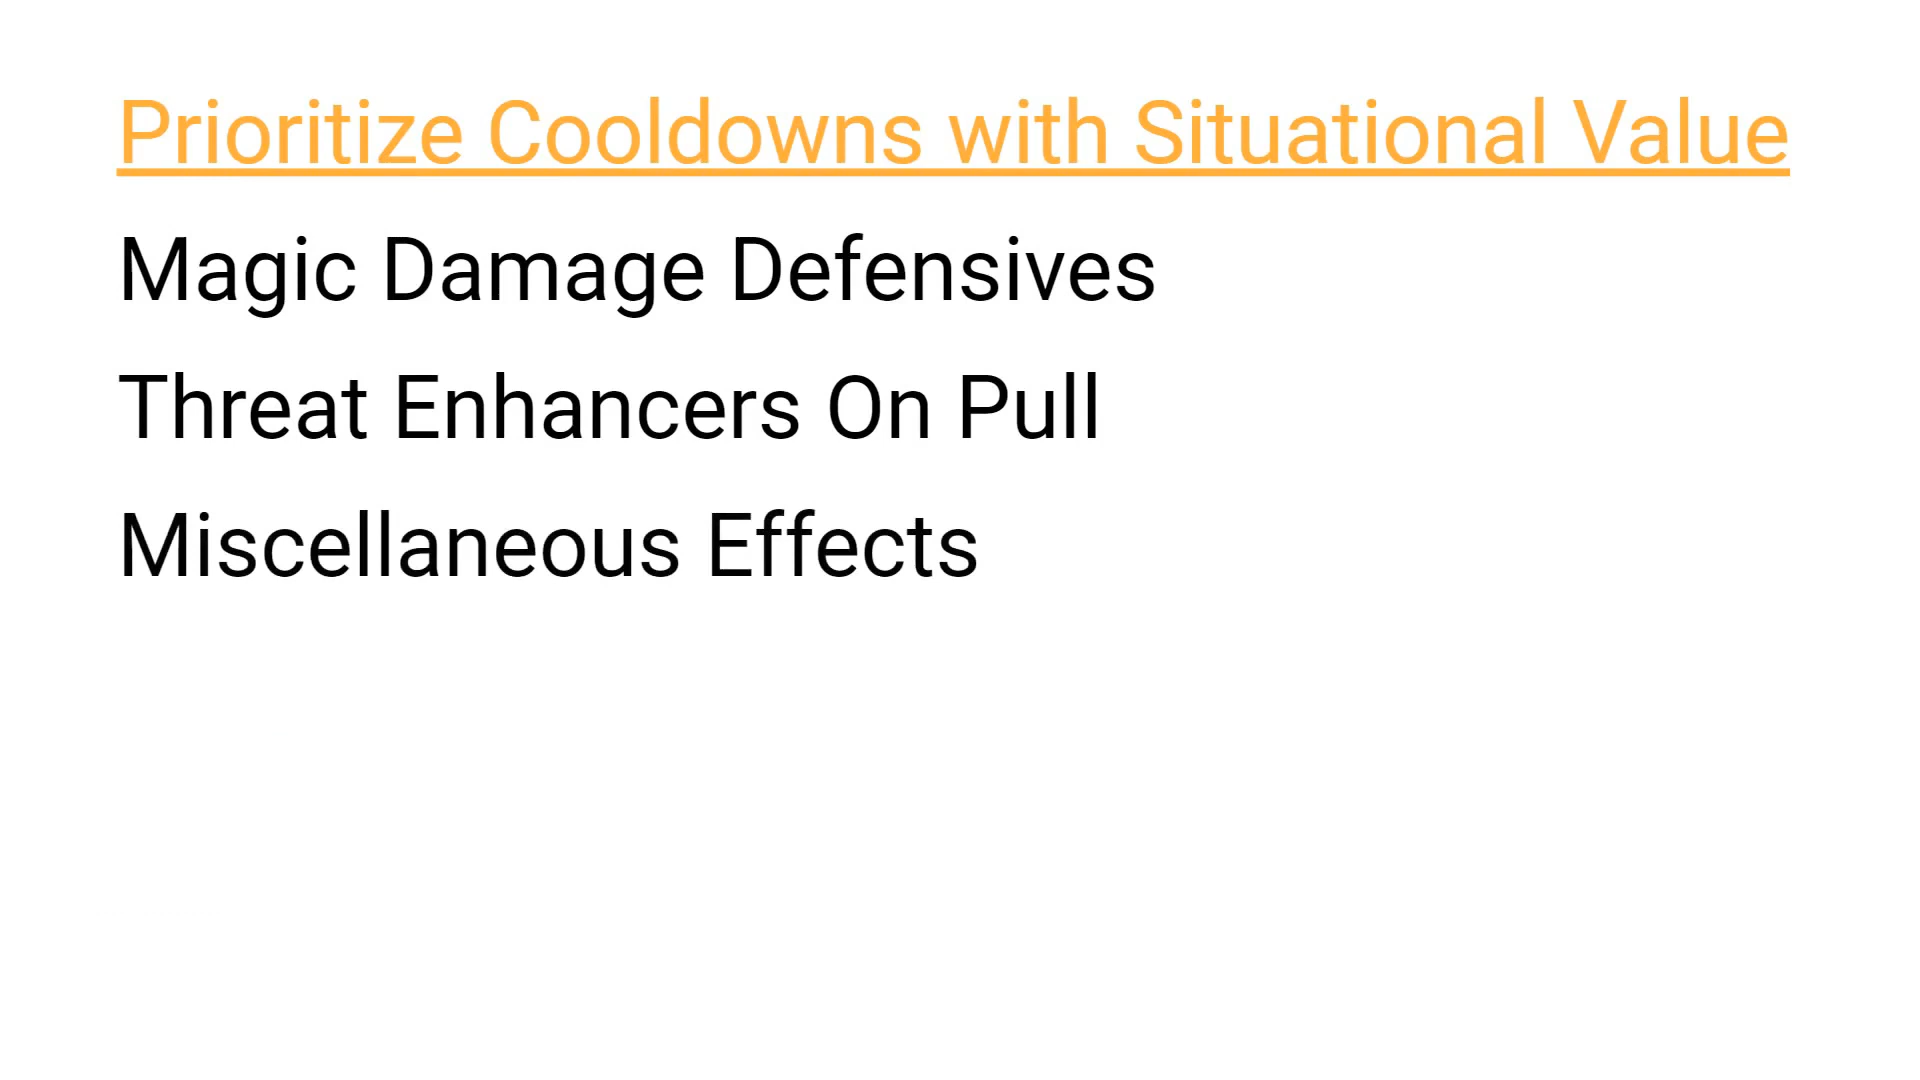 Prioritize Cooldowns with Situational Value
Magic Damage Defensives
Threat Enhancers On Pull
Miscellaneous Effects